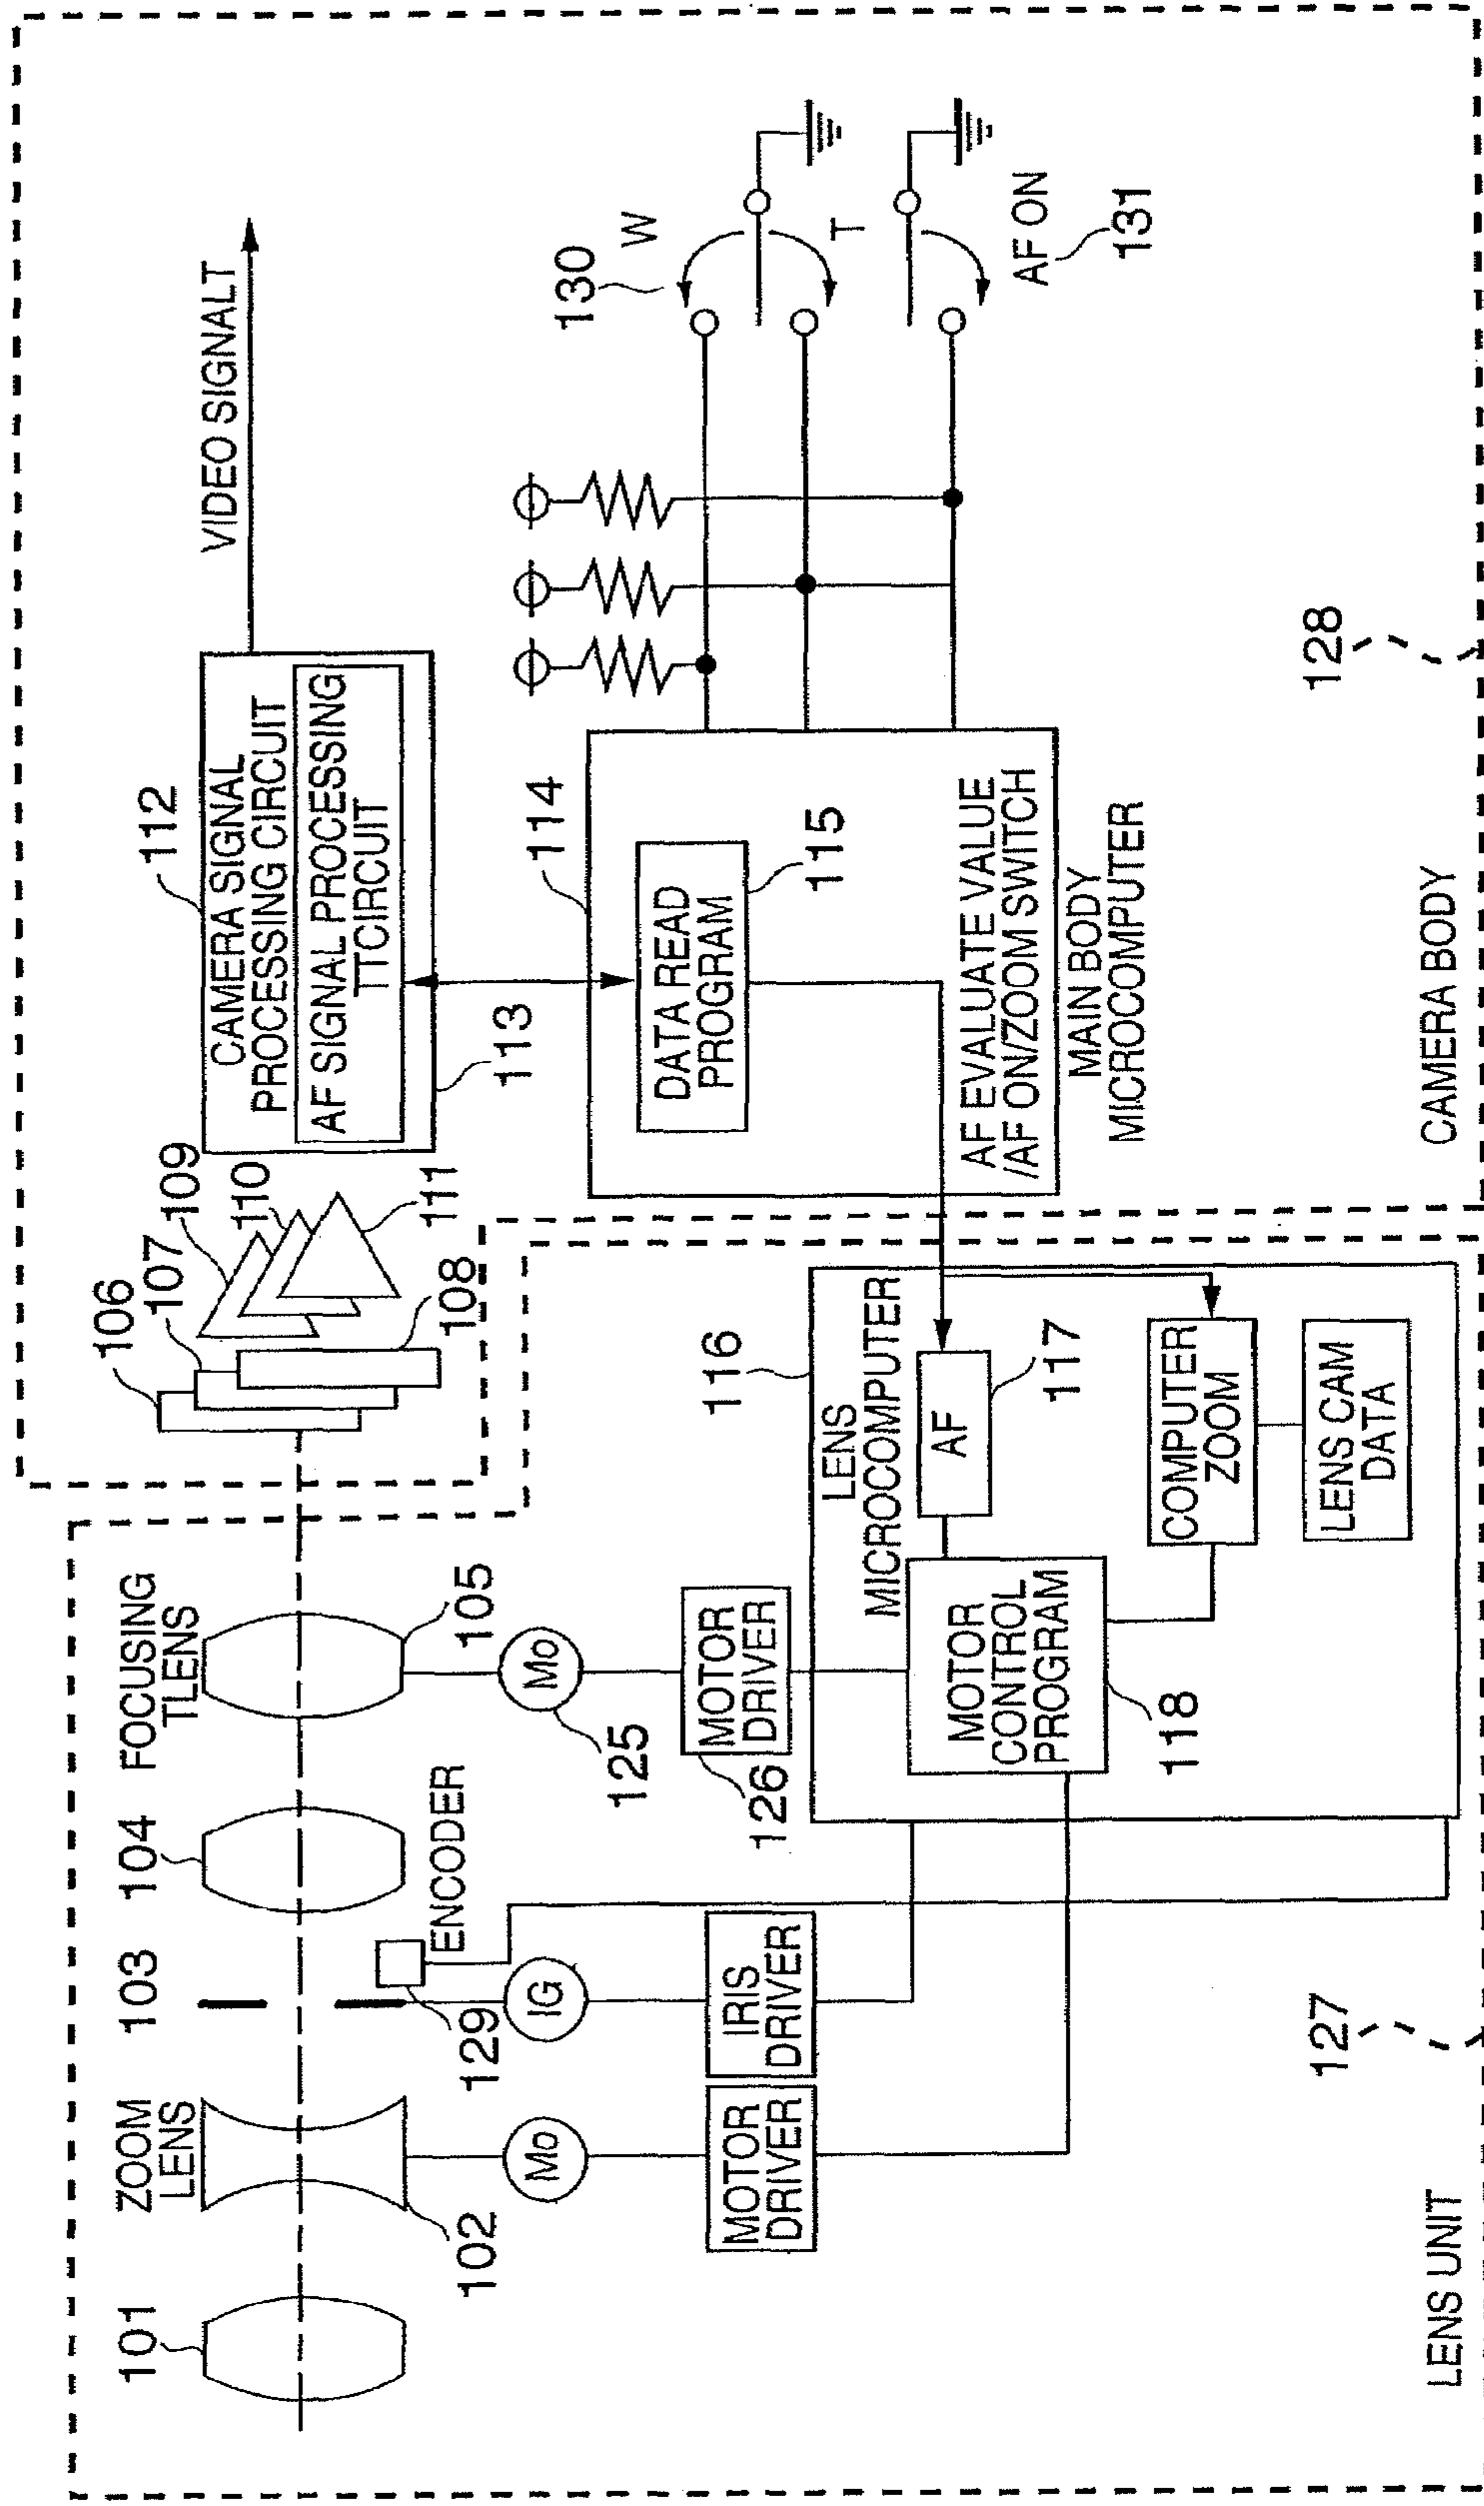 101
ZOOM
LENS
102
103
104
FOCUSING
TLENS
105
106
107
108
109
110
111
112
CAMERA SIGNAL
PROCESSING CIRCUIT
AF SIGNAL PROCESSING
TTCIRCUIT
113
VIDEO SIGNALT
ENCODER
129
Mo
IG
Mo
125
MOTOR
DRIVER
IRIS
DRIVER
MOTOR
DRIVER
126
114
DATA READ
PROGRAM
115
AF EVALUATE VALUE
/AF ON/ZOOM SWITCH
MAIN BODY
MICROCOMPUTER
130
W
T
AF ON
131
116
LENS
MICROCOMPUTER
AF
117
MOTOR
CONTROL
PROGRAM
118
COMPUTER
ZOOM
LENS CAM
DATA
127
LENS UNIT
128
CAMERA BODY